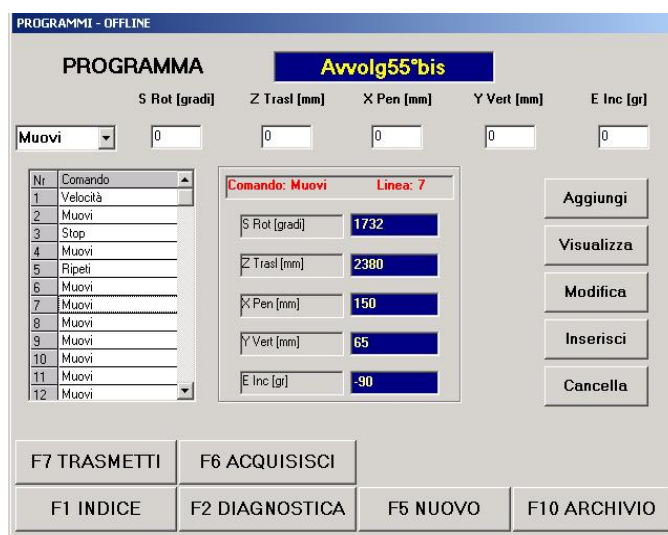 PROGRAMMI - OFFLINE
PROGRAMMA Avvolg55°bis
S Rot [gradi] Z Trasl [mm] X Pen [mm] Y Vert [mm] E Inc [gr]
Muovi 0 0 0 0 0
Nr Comando
1 Velocità
2 Muovi
3 Stop
4 Muovi
5 Ripeti
6 Muovi
7 Muovi
8 Muovi
9 Muovi
10 Muovi
11 Muovi
12 Muovi
Comando: Muovi Linea: 7
S Rot [gradi] 1732
Z Trasl [mm] 2380
X Pen [mm] 150
Y Vert [mm] 65
E Inc [gr] -90
Aggiungi
Visualizza
Modifica
Inserisci
Cancella
F7 TRASMETTI F6 ACQUISISCI
F1 INDICE F2 DIAGNOSTICA F5 NUOVO F10 ARCHIVIO